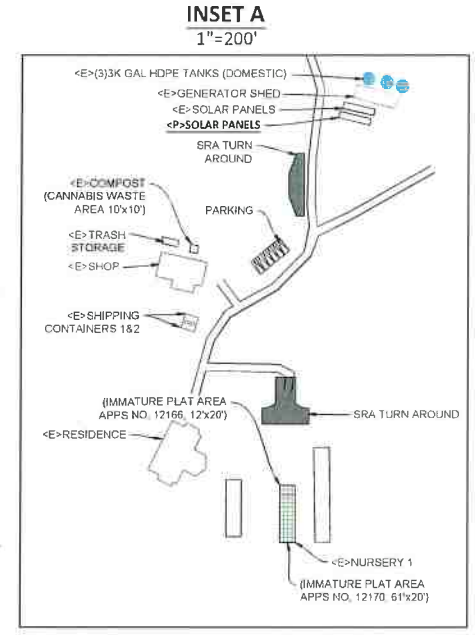 INSET A
1"=200'
<E>(3)3K GAL HDPE TANKS (DOMESTIC)
<E>GENERATOR SHED
<E>SOLAR PANELS
<P>SOLAR PANELS
SRA TURN
AROUND
<E>COMPOST
(CANNABIS WASTE
AREA 10'x10')
PARKING
<E>TRASH
STORAGE
<E>SHOP
<E>SHIPPING
CONTAINERS 1&2
(IMMATURE PLAT AREA
APPS NO, 12166, 12'x20')
SRA TURN AROUND
<E>RESIDENCE
<E>NURSERY 1
(IMMATURE PLAT AREA
APPS NO, 12170, 61'x20')